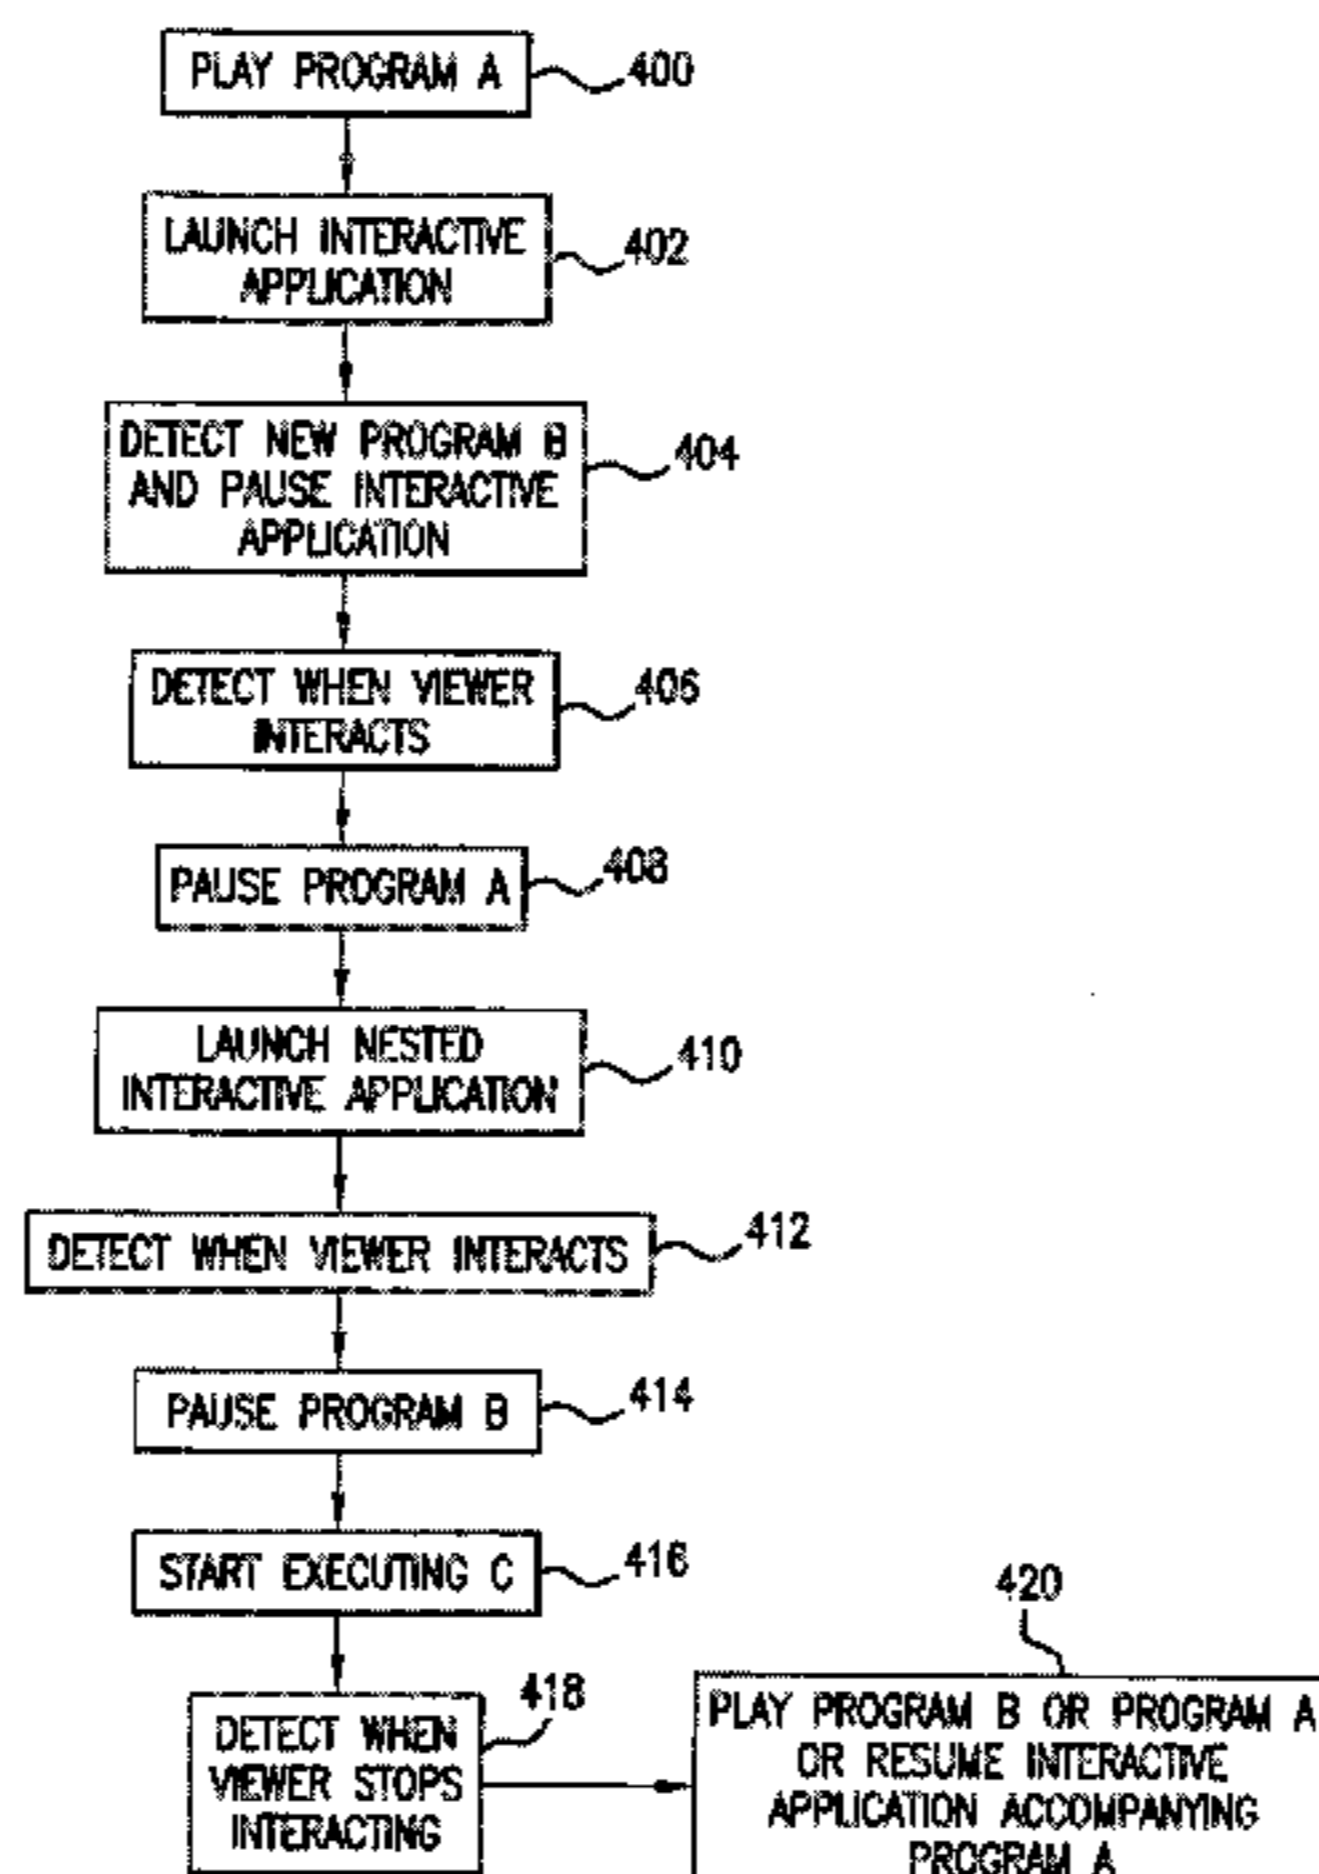 PLAY PROGRAM A
400
LAUNCH INTERACTIVE
APPLICATION
402
DETECT NEW PROGRAM B
AND PAUSE INTERACTIVE
APPLICATION
404
DETECT WHEN VIEWER
INTERACTS
406
PAUSE PROGRAM A
408
LAUNCH NESTED
INTERACTIVE APPLICATION
410
DETECT WHEN VIEWER INTERACTS
412
PAUSE PROGRAM B
414
START EXECUTING C
416
DETECT WHEN
VIEWER STOPS
INTERACTING
418
420
PLAY PROGRAM B OR PROGRAM A
OR RESUME INTERACTIVE
APPLICATION ACCOMPANYING
PROGRAM A